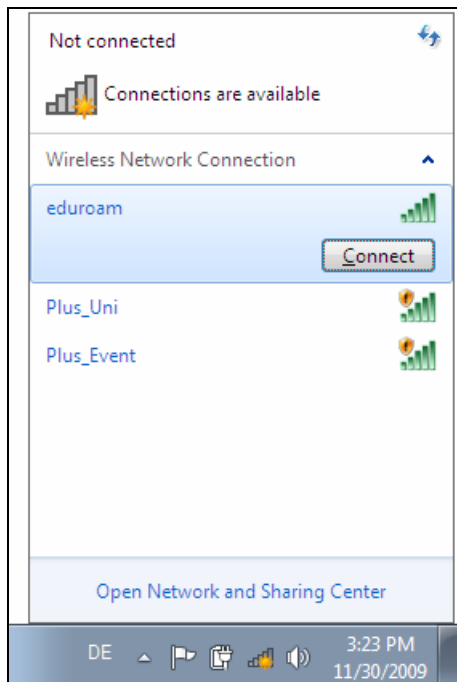 Not connected
Connections are available
Wireless Network Connection
eduroam
Connect
Plus_Uni
Plus_Event
Open Network and Sharing Center
DE
3:23 PM
11/30/2009